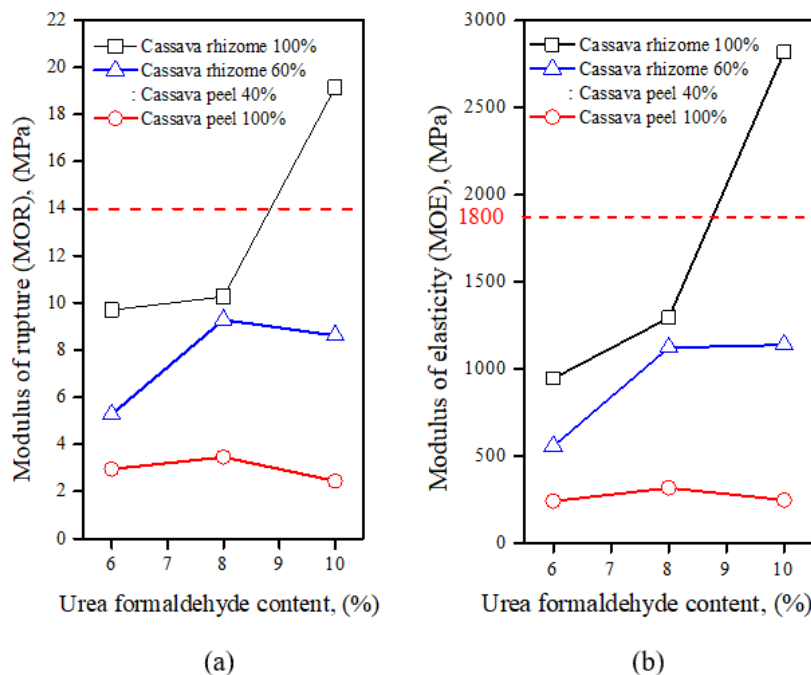 Modulus of rupture (MOR), (MPa)
22
20
18
16
14
12
10
8
6
4
2
0
Cassava rhizome 100%
Cassava rhizome 60%
: Cassava peel 40%
Cassava peel 100%
6
7
8
9
10
Urea formaldehyde content, (%)
(a)
Modulus of elasticity (MOE), (MPa)
3000
2500
2000
1800
1500
1000
500
0
Cassava rhizome 100%
Cassava rhizome 60%
: Cassava peel 40%
Cassava peel 100%
6
7
8
9
10
Urea formaldehyde content, (%)
(b)